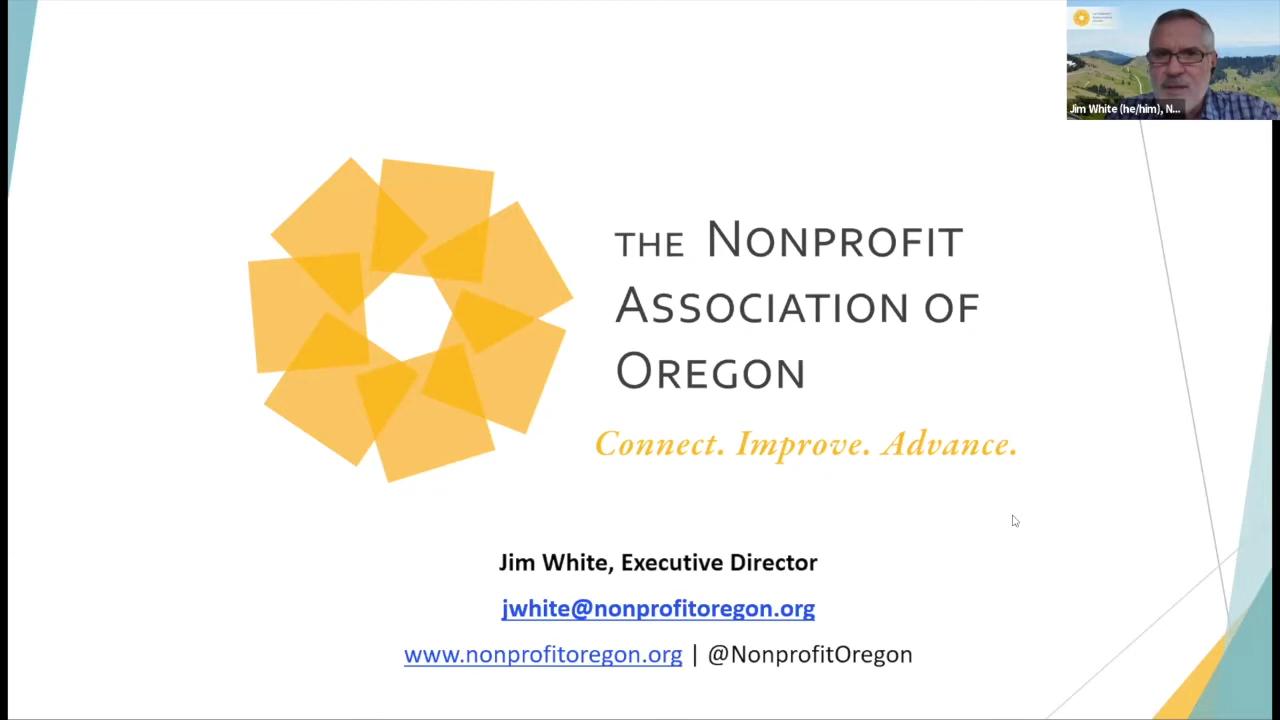 Jim White (he/him), N...
THE NONPROFIT
ASSOCIATION OF
OREGON
Connect. Improve. Advance.
Jim White, Executive Director
jwhite@nonprofitoregon.org
www.nonprofitoregon.org | @NonprofitOregon